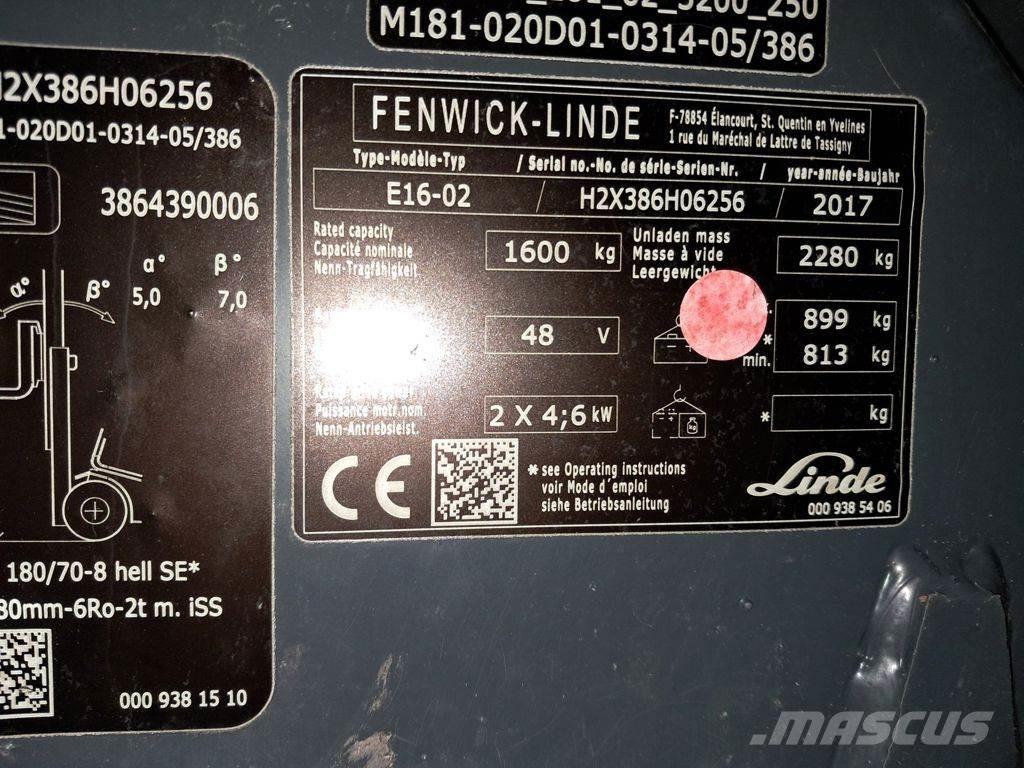 M181-020D01-0314-05/386
H2X386H06256
1-020D01-0314-05/386
3864390006
α° β°
α° β° 5,0 7,0
180/70-8 hell SE*
80mm-6Ro-2t m. iSS
000 938 15 10
FENWICK-LINDE
F-78854 Élancourt, St. Quentin en Yvelines
1 rue du Maréchal de Lattre de Tassigny
Type-Modèle-Typ / Serial no.-No. de série-Serien-Nr. / year-année-Baujahr
E16-02 / H2X386H06256 / 2017
Rated capacity
Capacité nominale
Nenn-Tragfähigkeit
1600 kg
Unladen mass
Masse à vide
Leergewicht
2280 kg
48 V
899 kg
* min. 813 kg
Puissance motr.nom.
Nenn-Antriebsleist.
2 X 4;6 kW
kg
* kg
CE
* see Operating instructions
voir Mode d´emploi
siehe Betriebsanleitung
Linde
000 938 54 06
MASCUS